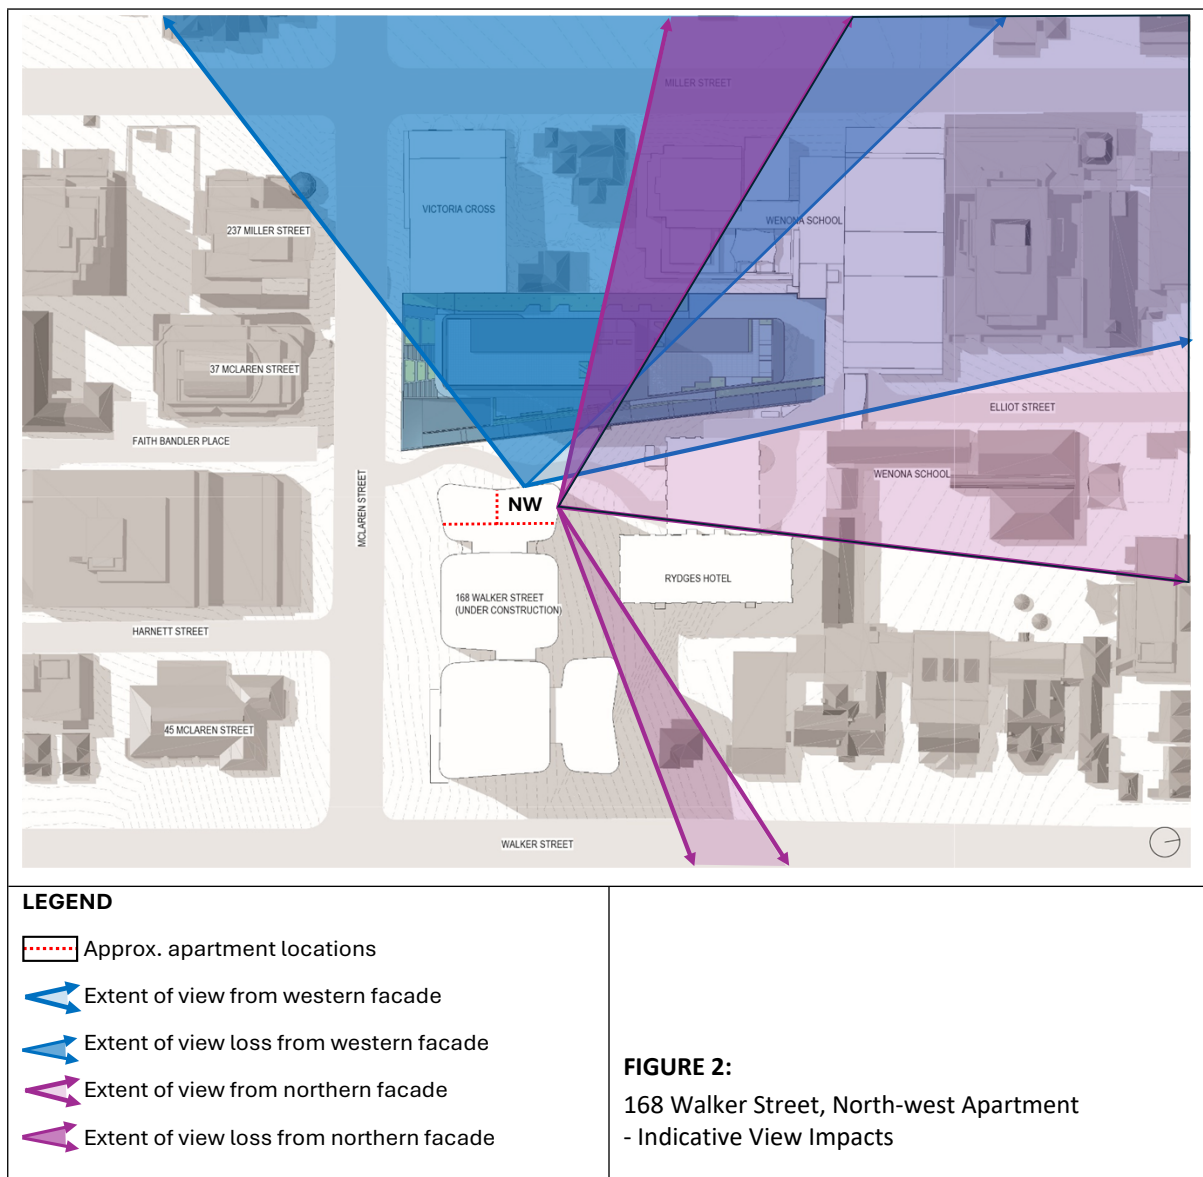 MILLER STREET
VICTORIA CROSS
WENONA SCHOOL
237 MILLER STREET
37 MCLAREN STREET
ELLIOT STREET
FAITH BANDLER PLACE
WENONA SCHOOL
MCLAREN STREET
NW
RYDGES HOTEL
168 WALKER STREET
(UNDER CONSTRUCTION)
HARNETT STREET
45 MCLAREN STREET
WALKER STREET
LEGEND
Approx. apartment locations
Extent of view from western facade
Extent of view loss from western facade
Extent of view from northern facade
Extent of view loss from northern facade
FIGURE 2:
168 Walker Street, North-west Apartment
- Indicative View Impacts